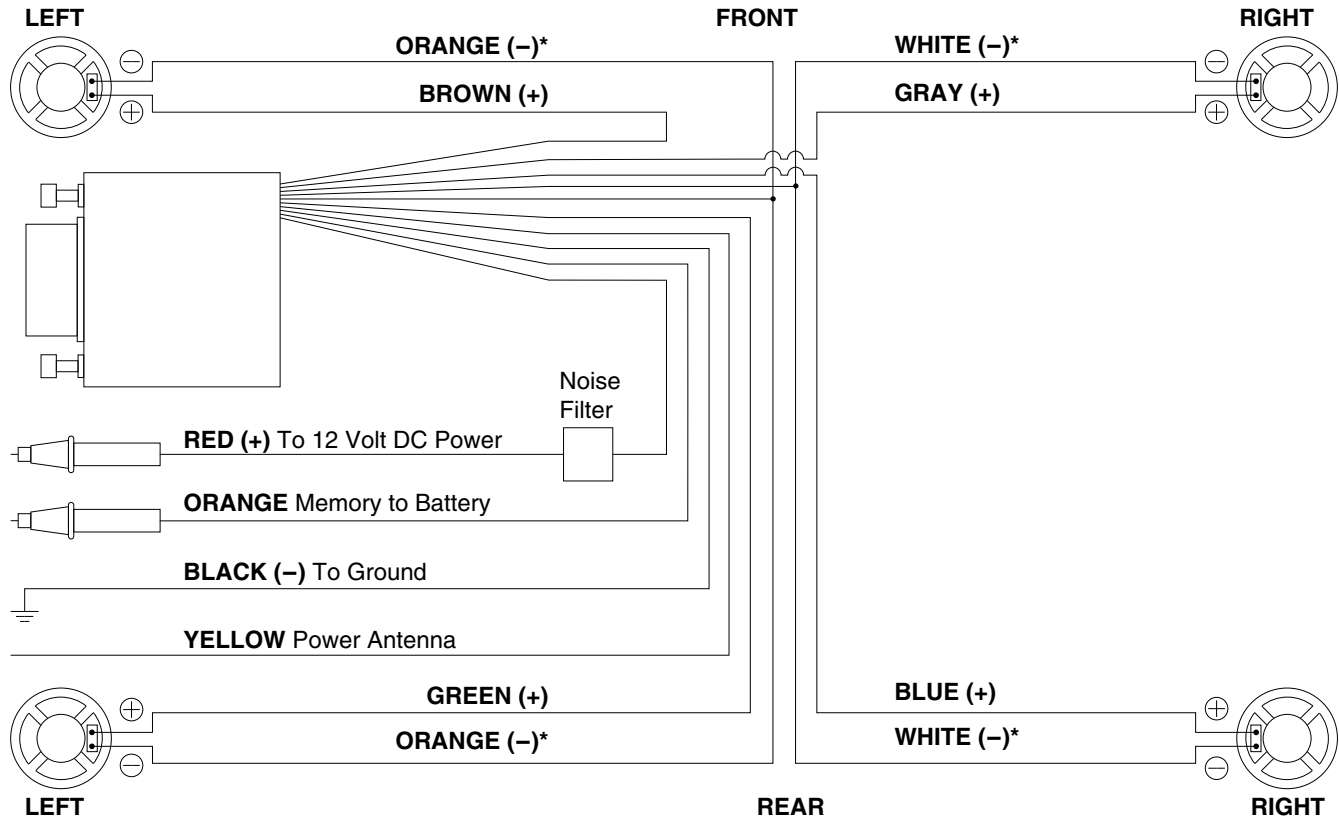 LEFT FRONT RIGHT
ORANGE (–)* WHITE (–)*
BROWN (+) GRAY (+)
Noise
Filter
RED (+) To 12 Volt DC Power
ORANGE Memory to Battery
BLACK (–) To Ground
YELLOW Power Antenna
GREEN (+) BLUE (+)
ORANGE (–)* WHITE (–)*
LEFT REAR RIGHT